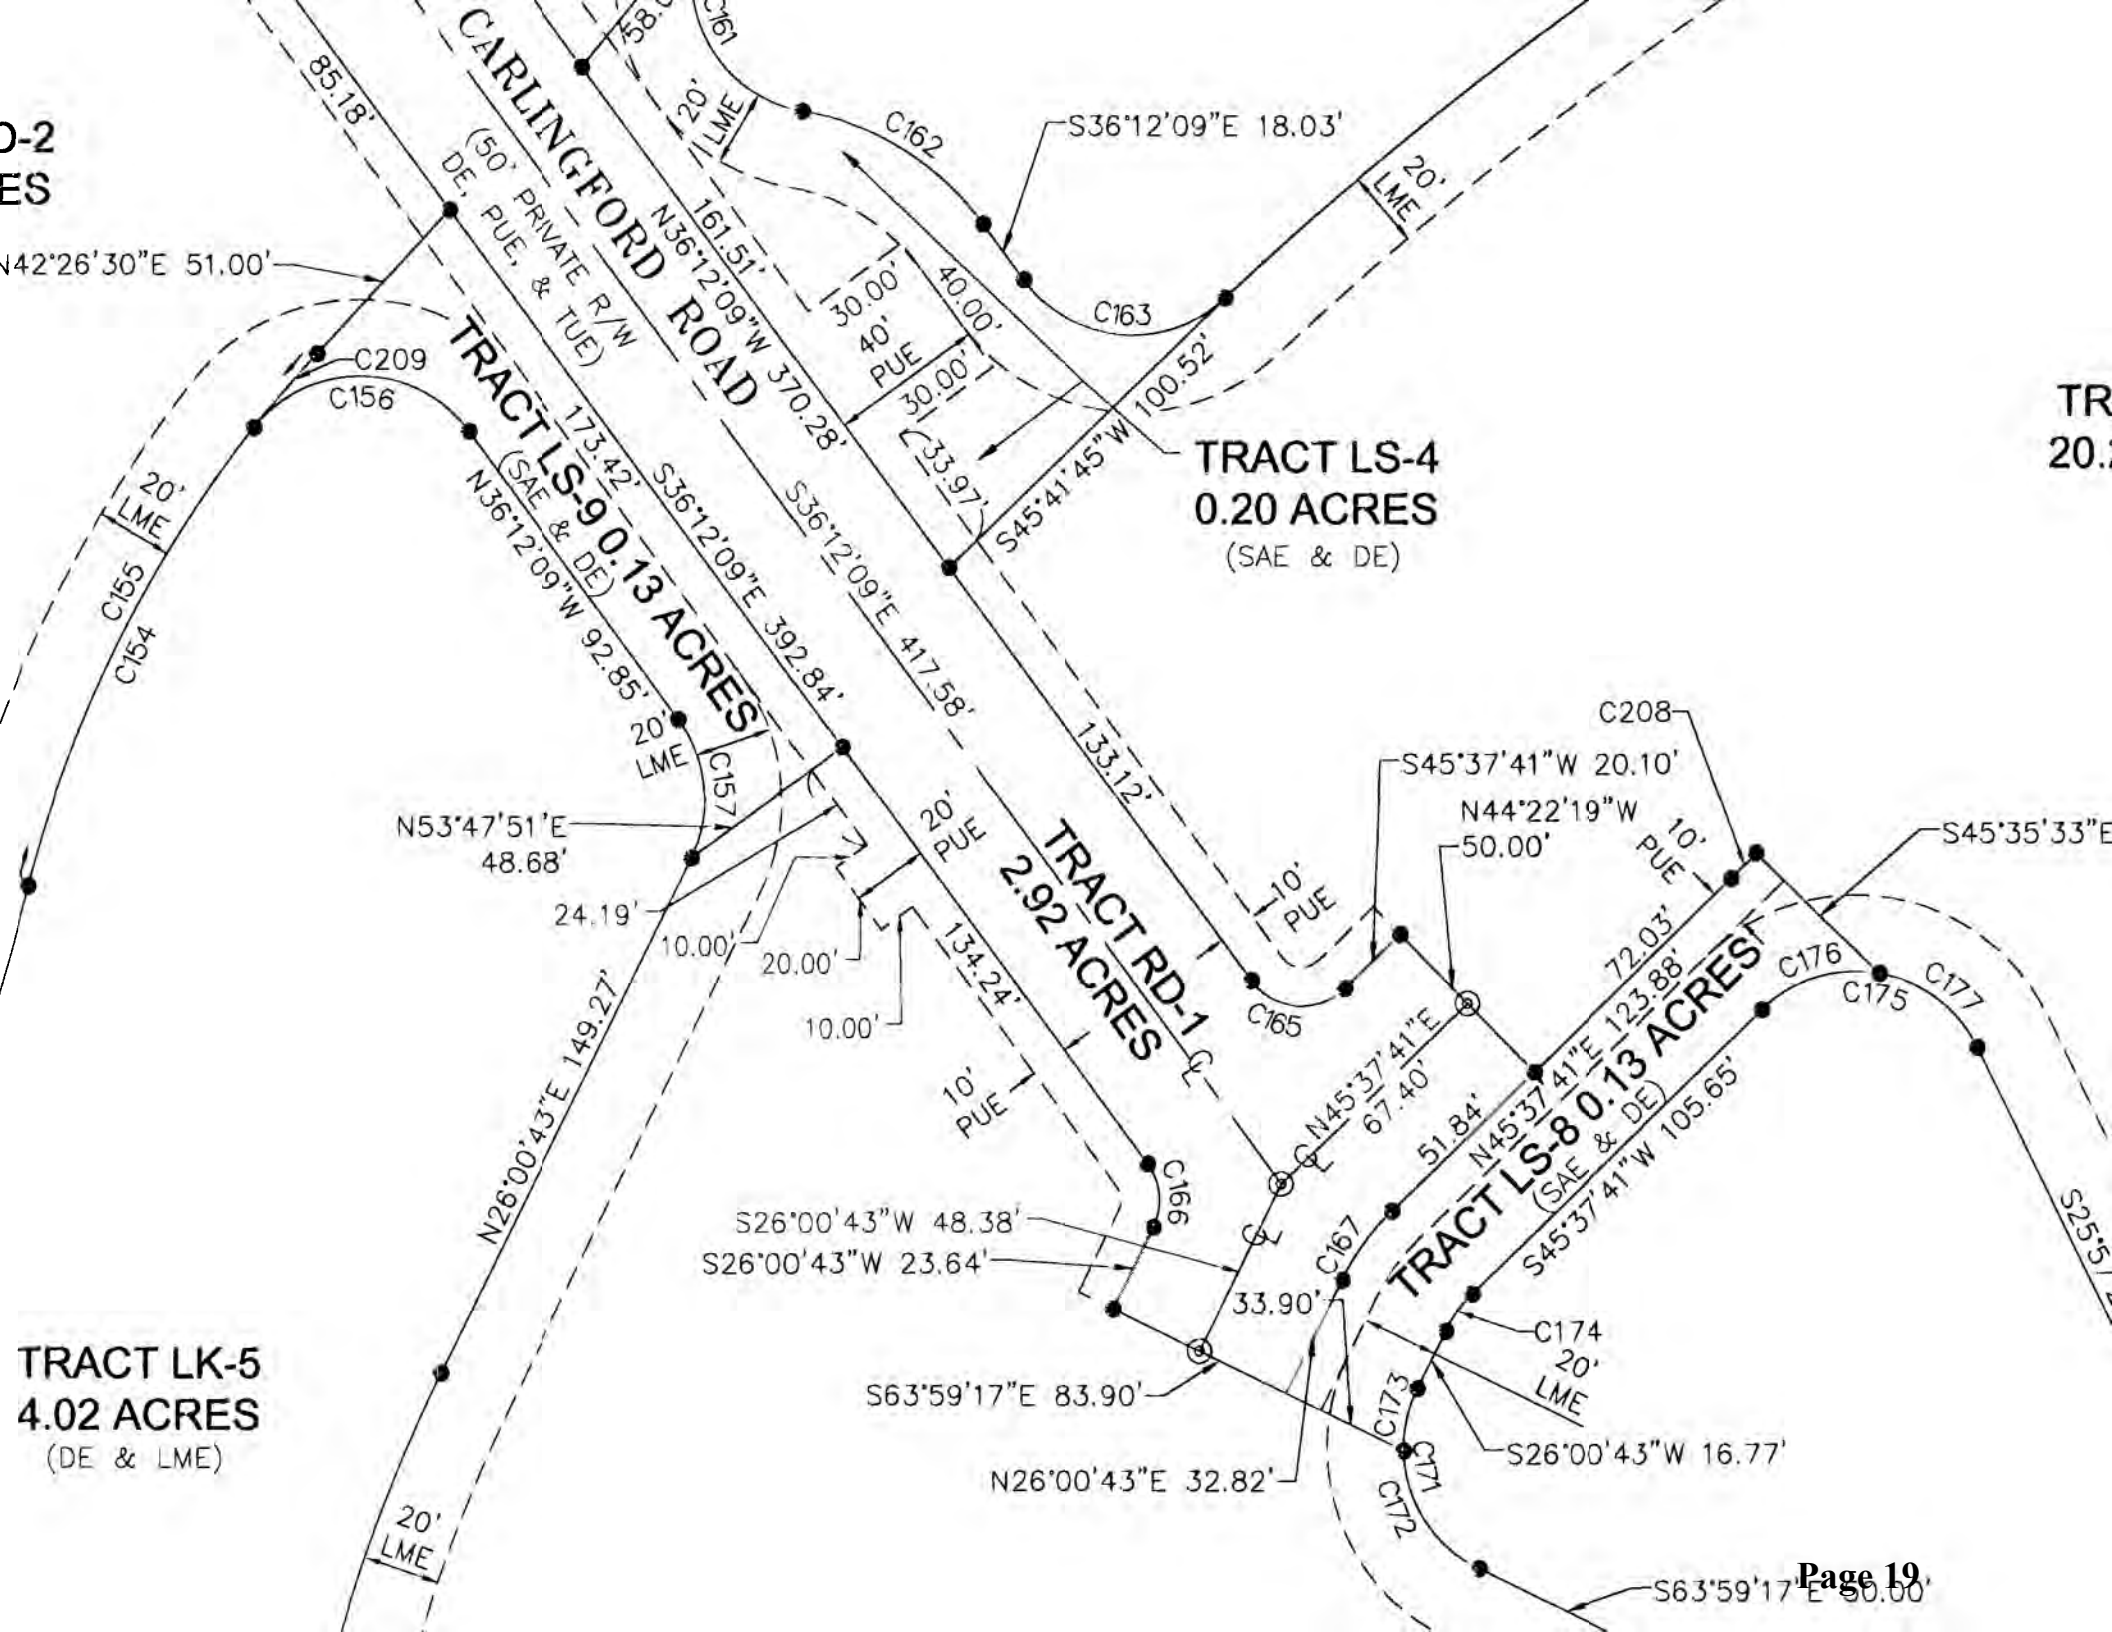 C161
58.
CARLINGFORD ROAD
(50' PRIVATE R/W
DE, PUE, & TUE)
85.18'
20'
LME
C162
S36°12'09"E 18.03'
D-2
ES
N42°26'30"E 51.00'
C209
C156
161.51'
N36°12'09"W 370.28'
30.00'
40'
PUE
30.00'
40.00'
33.97'
C163
S45°41'45"W 100.52'
20'
LME
TRACT LS-4
0.20 ACRES
(SAE & DE)
TR
20.
20'
LME
C155
C154
TRACT LS-9 0.13 ACRES
(SAE & DE)
N36°12'09"W 92.85'
173.42'
S36°12'09"E 392.84'
S36°12'09"E 417.58'
20'
LME
C157
N53°47'51'E
48.68'
24.19'
10.00'
20.00'
10.00'
20'
PUE
134.24'
133.12'
TRACT RD-1
2.92 ACRES
10'
PUE
10'
PUE
C208
S45°37'41"W 20.10'
N44°22'19"W
50.00'
10'
PUE
S45°35'33"E
C165
N45°37'41"E
67.40'
72.03'
N45°37'41"E 123.88'
TRACT LS-8 0.13 ACRES
(SAE & DE)
S45°37'41"W 105.65'
51.84'
C176
C175
C177
S25°57'
N26°00'43"E 149.27'
C166
S26°00'43"W 48.38'
S26°00'43"W 23.64'
C167
33.90'
C174
20'
LME
S63°59'17"E 83.90'
C173
C171
C172
S26°00'43"W 16.77'
N26°00'43"E 32.82'
TRACT LK-5
4.02 ACRES
(DE & LME)
20'
LME
S63°59'17"E 50.00'
Page 19